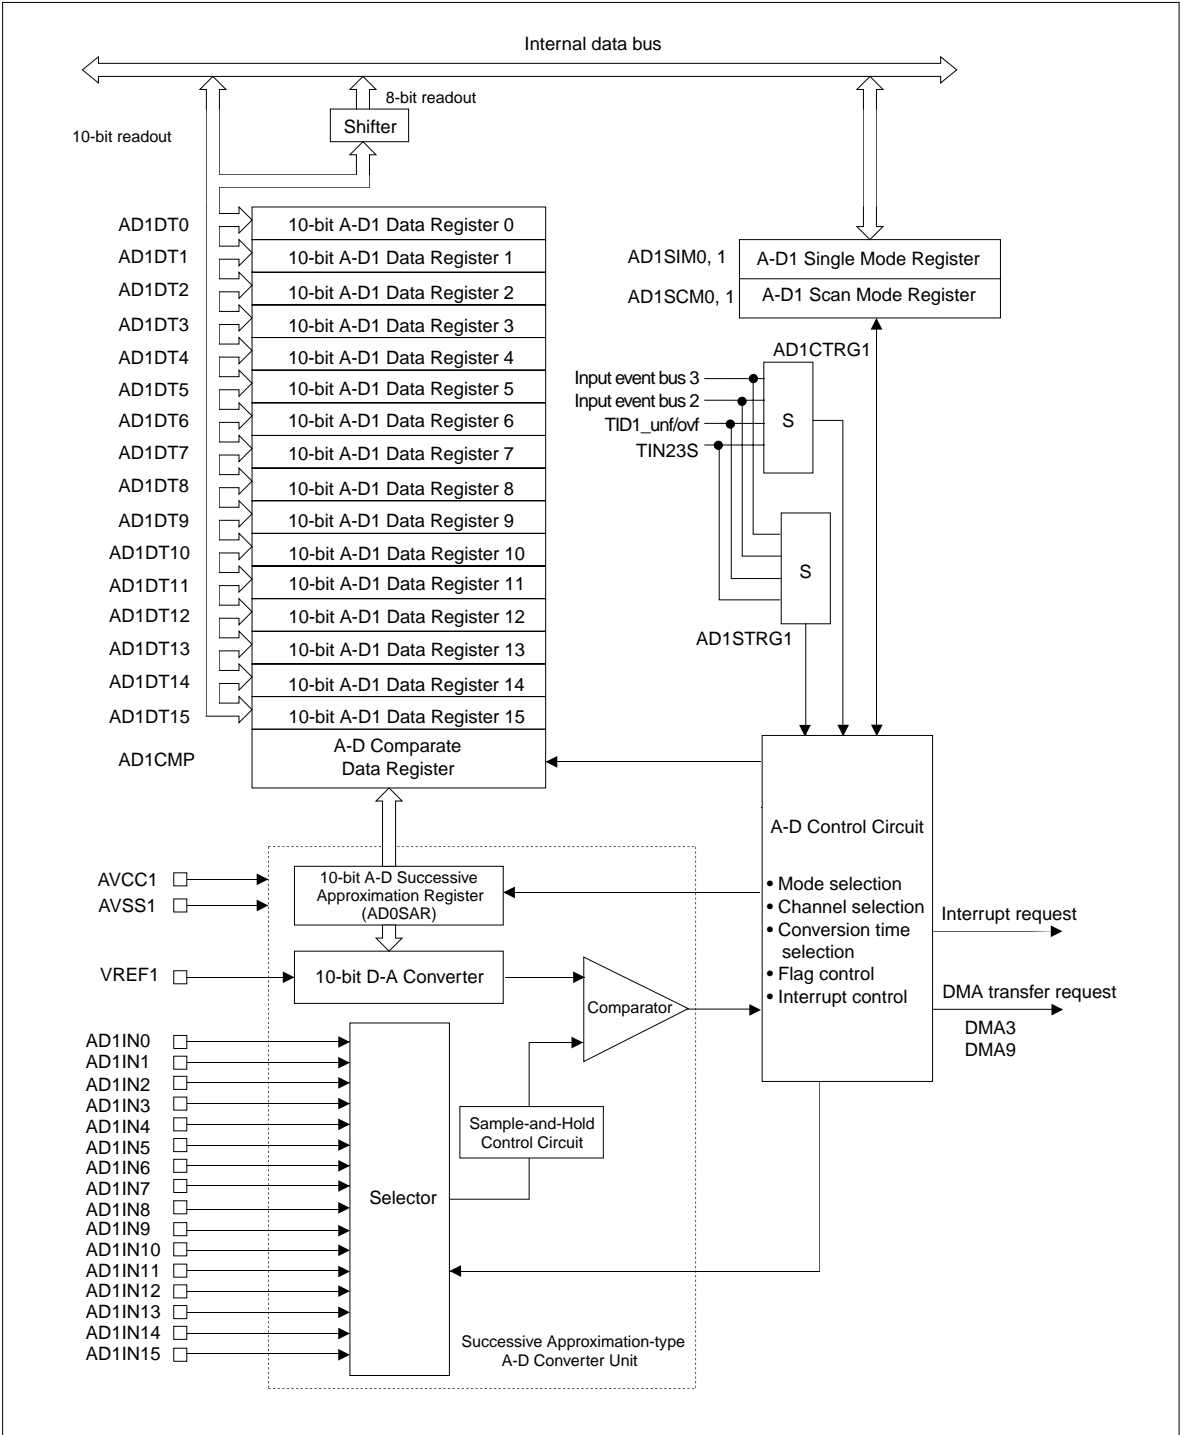 Internal data bus
8-bit readout
Shifter
10-bit readout
AD1DT0
10-bit A-D1 Data Register 0
AD1DT1
10-bit A-D1 Data Register 1
AD1DT2
10-bit A-D1 Data Register 2
AD1DT3
10-bit A-D1 Data Register 3
AD1DT4
10-bit A-D1 Data Register 4
AD1DT5
10-bit A-D1 Data Register 5
AD1DT6
10-bit A-D1 Data Register 6
AD1DT7
10-bit A-D1 Data Register 7
AD1DT8
10-bit A-D1 Data Register 8
AD1DT9
10-bit A-D1 Data Register 9
AD1DT10
10-bit A-D1 Data Register 10
AD1DT11
10-bit A-D1 Data Register 11
AD1DT12
10-bit A-D1 Data Register 12
AD1DT13
10-bit A-D1 Data Register 13
AD1DT14
10-bit A-D1 Data Register 14
AD1DT15
10-bit A-D1 Data Register 15
AD1CMP
A-D Comparate
Data Register
AD1SIM0, 1
A-D1 Single Mode Register
AD1SCM0, 1
A-D1 Scan Mode Register
AD1CTRG1
Input event bus 3
Input event bus 2
TID1_unf/ovf
TIN23S
S
S
AD1STRG1
A-D Control Circuit
• Mode selection
• Channel selection
• Conversion time
selection
• Flag control
• Interrupt control
Interrupt request
DMA transfer request
DMA3
DMA9
AVCC1
AVSS1
10-bit A-D Successive
Approximation Register
(AD0SAR)
VREF1
10-bit D-A Converter
Comparator
AD1IN0
AD1IN1
AD1IN2
AD1IN3
AD1IN4
AD1IN5
AD1IN6
AD1IN7
AD1IN8
AD1IN9
AD1IN10
AD1IN11
AD1IN12
AD1IN13
AD1IN14
AD1IN15
Selector
Sample-and-Hold
Control Circuit
Successive Approximation-type
A-D Converter Unit